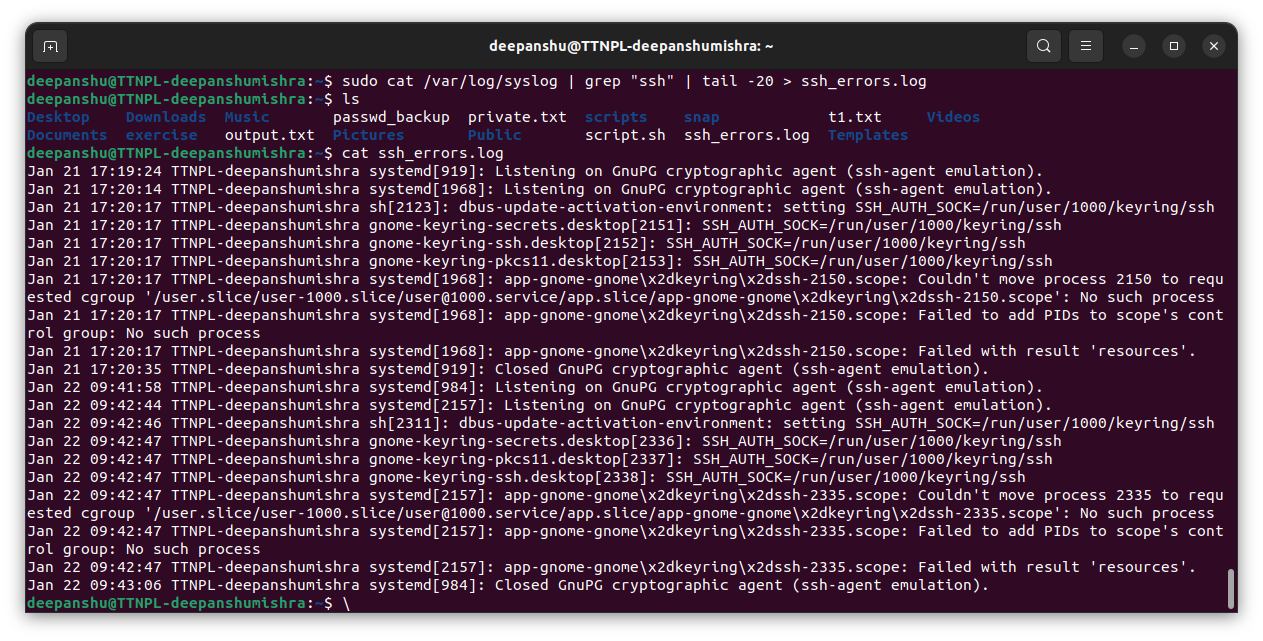 deepanshu@TTNPL-deepanshumishra: ~
deepanshu@TTNPL-deepanshumishra:~$ sudo cat /var/log/syslog | grep "ssh" | tail -20 > ssh_errors.log
deepanshu@TTNPL-deepanshumishra:~$ ls
Desktop    Downloads  Music       passwd_backup  private.txt  scripts    snap            t1.txt     Videos
Documents  exercise   output.txt  Pictures       Public       script.sh  ssh_errors.log  Templates
deepanshu@TTNPL-deepanshumishra:~$ cat ssh_errors.log
Jan 21 17:19:24 TTNPL-deepanshumishra systemd[919]: Listening on GnuPG cryptographic agent (ssh-agent emulation).
Jan 21 17:20:14 TTNPL-deepanshumishra systemd[1968]: Listening on GnuPG cryptographic agent (ssh-agent emulation).
Jan 21 17:20:17 TTNPL-deepanshumishra sh[2123]: dbus-update-activation-environment: setting SSH_AUTH_SOCK=/run/user/1000/keyring/ssh
Jan 21 17:20:17 TTNPL-deepanshumishra gnome-keyring-secrets.desktop[2151]: SSH_AUTH_SOCK=/run/user/1000/keyring/ssh
Jan 21 17:20:17 TTNPL-deepanshumishra gnome-keyring-ssh.desktop[2152]: SSH_AUTH_SOCK=/run/user/1000/keyring/ssh
Jan 21 17:20:17 TTNPL-deepanshumishra gnome-keyring-pkcs11.desktop[2153]: SSH_AUTH_SOCK=/run/user/1000/keyring/ssh
Jan 21 17:20:17 TTNPL-deepanshumishra systemd[1968]: app-gnome-gnome\x2dkeyring\x2dssh-2150.scope: Couldn't move process 2150 to requ
ested cgroup '/user.slice/user-1000.slice/user@1000.service/app.slice/app-gnome-gnome\x2dkeyring\x2dssh-2150.scope': No such process
Jan 21 17:20:17 TTNPL-deepanshumishra systemd[1968]: app-gnome-gnome\x2dkeyring\x2dssh-2150.scope: Failed to add PIDs to scope's cont
rol group: No such process
Jan 21 17:20:17 TTNPL-deepanshumishra systemd[1968]: app-gnome-gnome\x2dkeyring\x2dssh-2150.scope: Failed with result 'resources'.
Jan 21 17:20:35 TTNPL-deepanshumishra systemd[919]: Closed GnuPG cryptographic agent (ssh-agent emulation).
Jan 22 09:41:58 TTNPL-deepanshumishra systemd[984]: Listening on GnuPG cryptographic agent (ssh-agent emulation).
Jan 22 09:42:44 TTNPL-deepanshumishra systemd[2157]: Listening on GnuPG cryptographic agent (ssh-agent emulation).
Jan 22 09:42:46 TTNPL-deepanshumishra sh[2311]: dbus-update-activation-environment: setting SSH_AUTH_SOCK=/run/user/1000/keyring/ssh
Jan 22 09:42:47 TTNPL-deepanshumishra gnome-keyring-secrets.desktop[2336]: SSH_AUTH_SOCK=/run/user/1000/keyring/ssh
Jan 22 09:42:47 TTNPL-deepanshumishra gnome-keyring-pkcs11.desktop[2337]: SSH_AUTH_SOCK=/run/user/1000/keyring/ssh
Jan 22 09:42:47 TTNPL-deepanshumishra gnome-keyring-ssh.desktop[2338]: SSH_AUTH_SOCK=/run/user/1000/keyring/ssh
Jan 22 09:42:47 TTNPL-deepanshumishra systemd[2157]: app-gnome-gnome\x2dkeyring\x2dssh-2335.scope: Couldn't move process 2335 to requ
ested cgroup '/user.slice/user-1000.slice/user@1000.service/app.slice/app-gnome-gnome\x2dkeyring\x2dssh-2335.scope': No such process
Jan 22 09:42:47 TTNPL-deepanshumishra systemd[2157]: app-gnome-gnome\x2dkeyring\x2dssh-2335.scope: Failed to add PIDs to scope's cont
rol group: No such process
Jan 22 09:42:47 TTNPL-deepanshumishra systemd[2157]: app-gnome-gnome\x2dkeyring\x2dssh-2335.scope: Failed with result 'resources'.
Jan 22 09:43:06 TTNPL-deepanshumishra systemd[984]: Closed GnuPG cryptographic agent (ssh-agent emulation).
deepanshu@TTNPL-deepanshumishra:~$ \